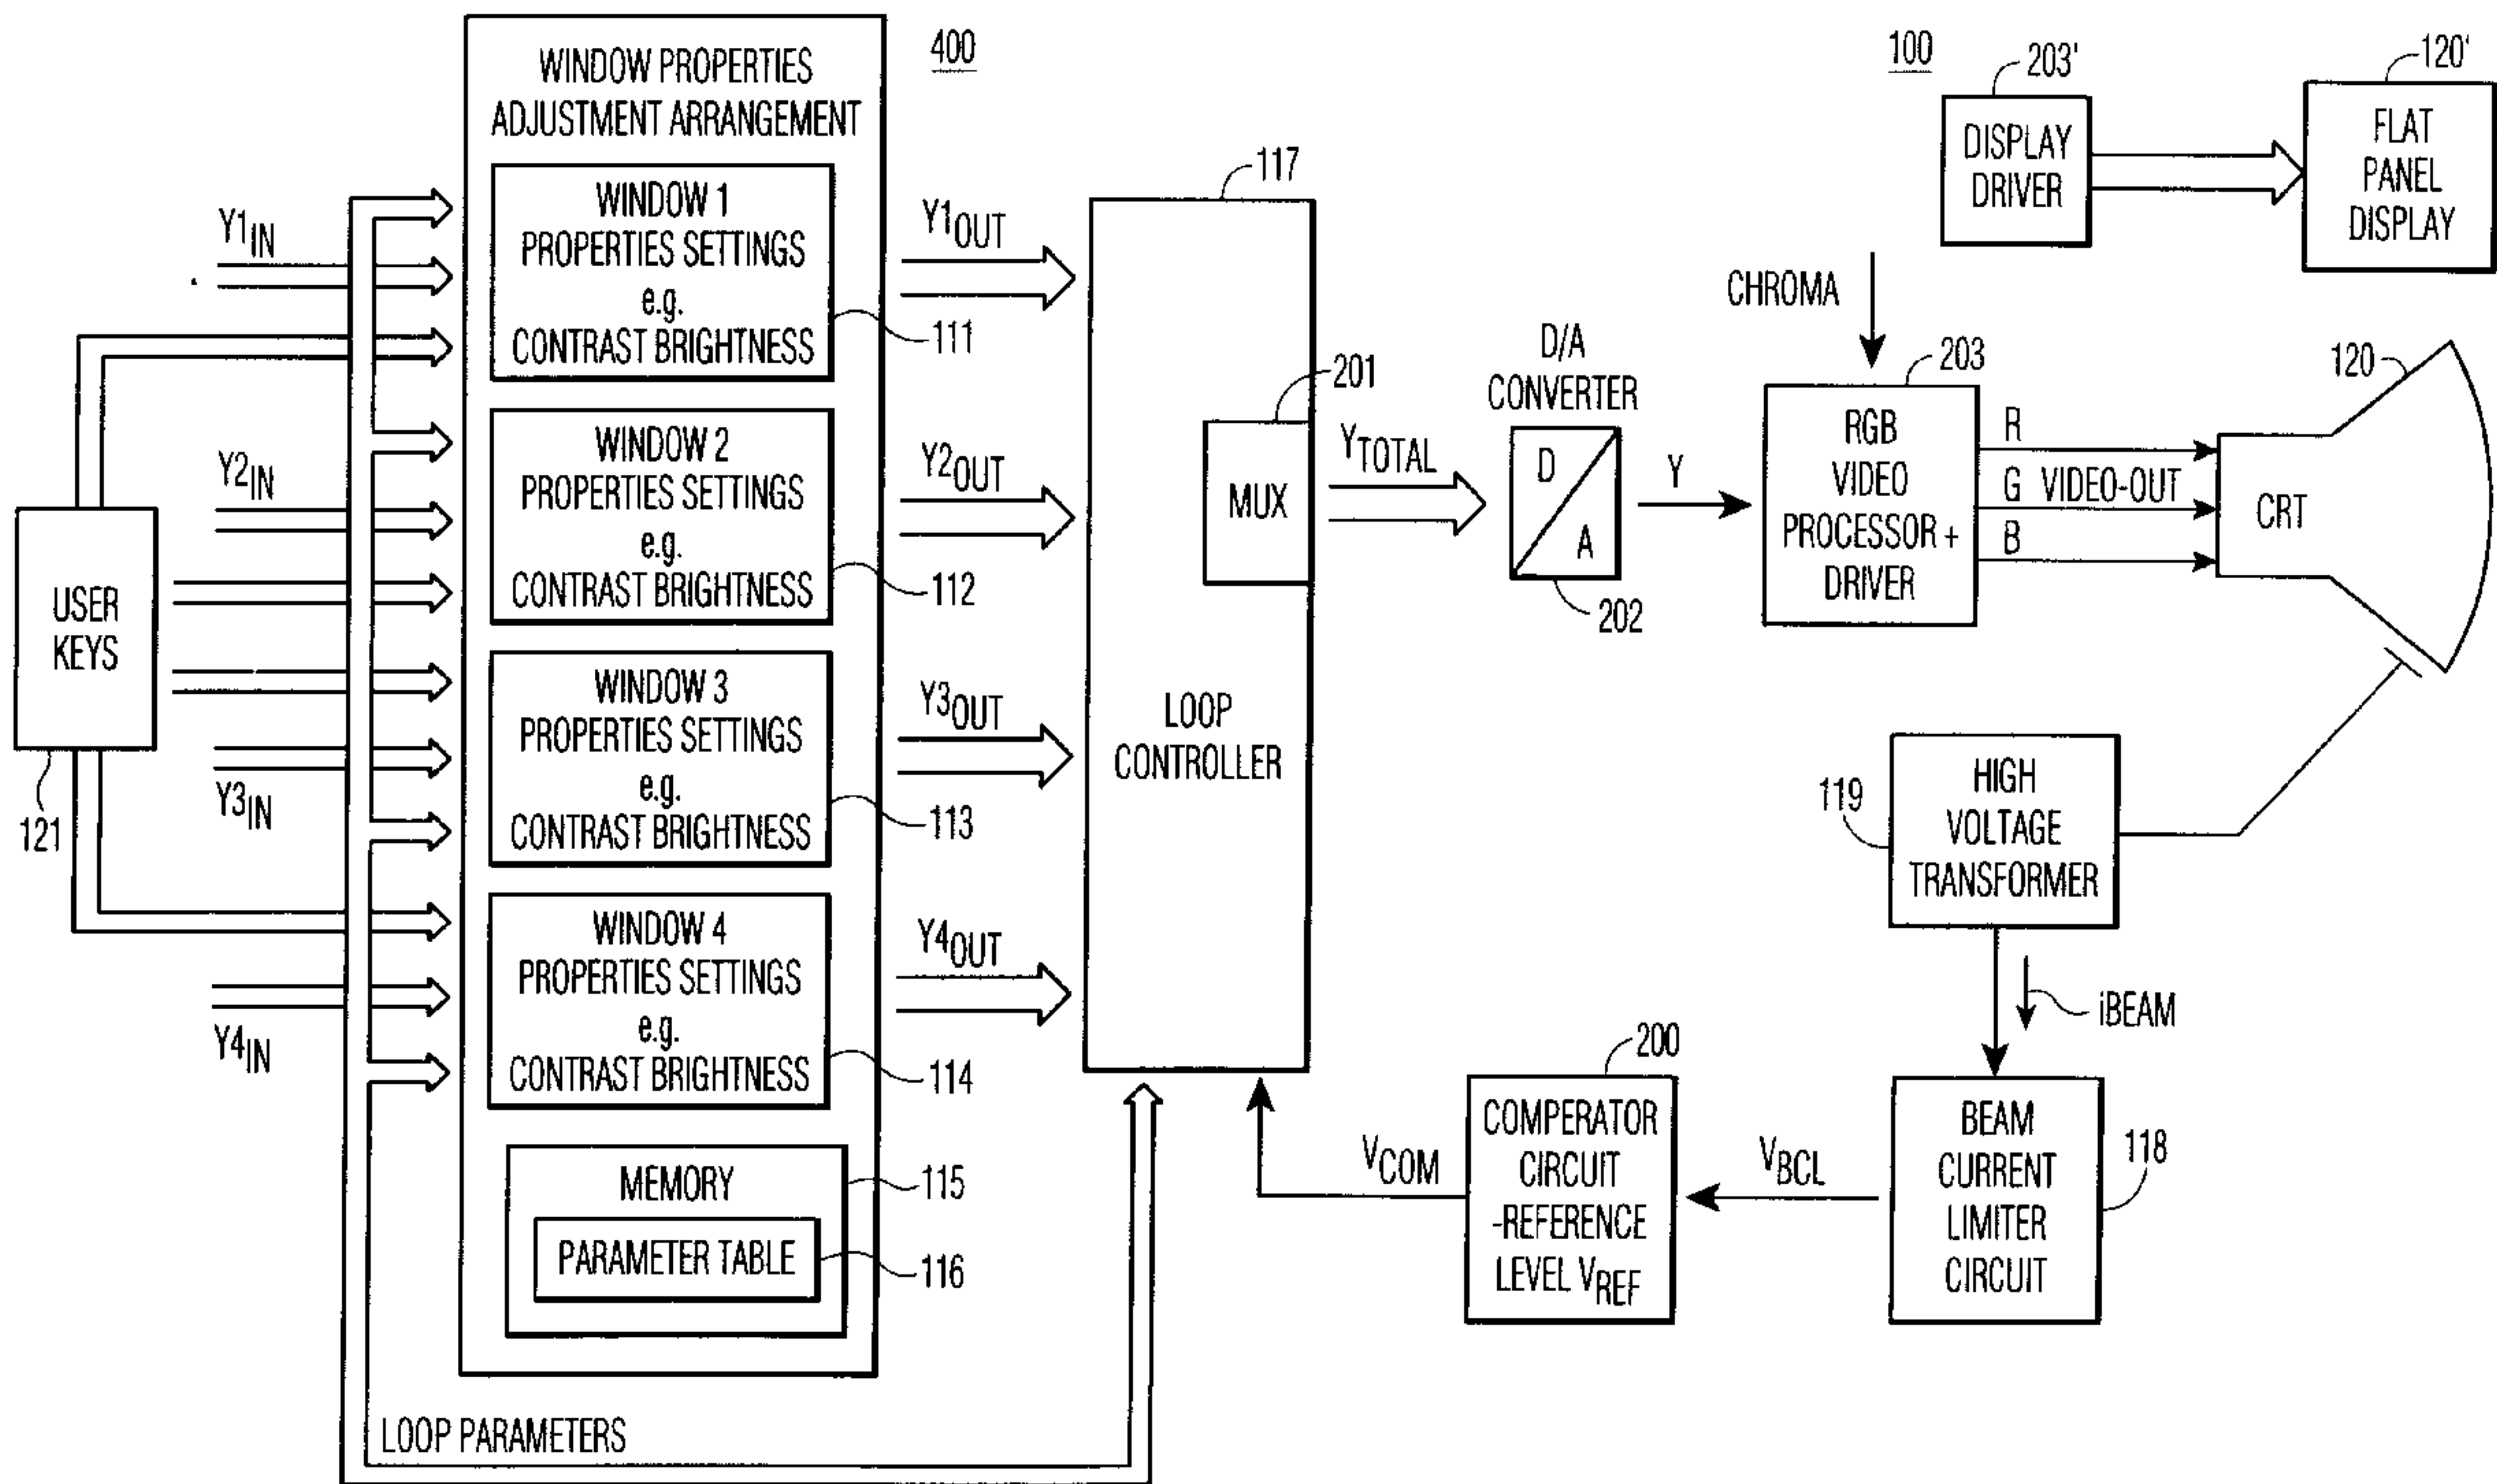 WINDOW PROPERTIES
ADJUSTMENT ARRANGEMENT
400
WINDOW 1
PROPERTIES SETTINGS
e.g.
CONTRAST BRIGHTNESS
111
WINDOW 2
PROPERTIES SETTINGS
e.g.
CONTRAST BRIGHTNESS
112
WINDOW 3
PROPERTIES SETTINGS
e.g.
CONTRAST BRIGHTNESS
113
WINDOW 4
PROPERTIES SETTINGS
e.g.
CONTRAST BRIGHTNESS
114
MEMORY
115
PARAMETER TABLE
116
Y1IN
Y2IN
Y3IN
Y4IN
USER
KEYS
121
LOOP PARAMETERS
Y1OUT
Y2OUT
Y3OUT
Y4OUT
117
LOOP
CONTROLLER
201
MUX
YTOTAL
D/A
CONVERTER
D
A
202
Y
100
203'
DISPLAY
DRIVER
120'
FLAT
PANEL
DISPLAY
CHROMA
203
RGB
VIDEO
PROCESSOR +
DRIVER
R
G VIDEO-OUT
B
120
CRT
119
HIGH
VOLTAGE
TRANSFORMER
iBEAM
BEAM
CURRENT
LIMITER
CIRCUIT
118
VBCL
200
COMPERATOR
CIRCUIT
-REFERENCE
LEVEL VREF
VCOM